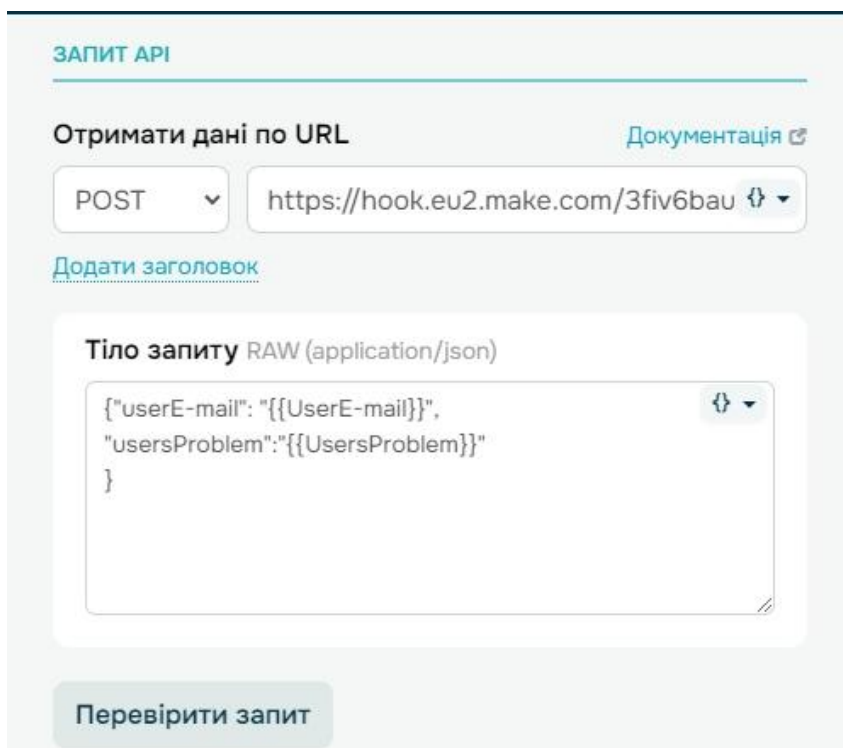 ЗАПИТ API
Отримати дані по URL
Документація
POST
https://hook.eu2.make.com/3fiv6bau
{}
Додати заголовок
Тіло запиту RAW (application/json)
{}
{"userE-mail": "{{UserE-mail}}",
"usersProblem":"{{UsersProblem}}"
}
Перевірити запит